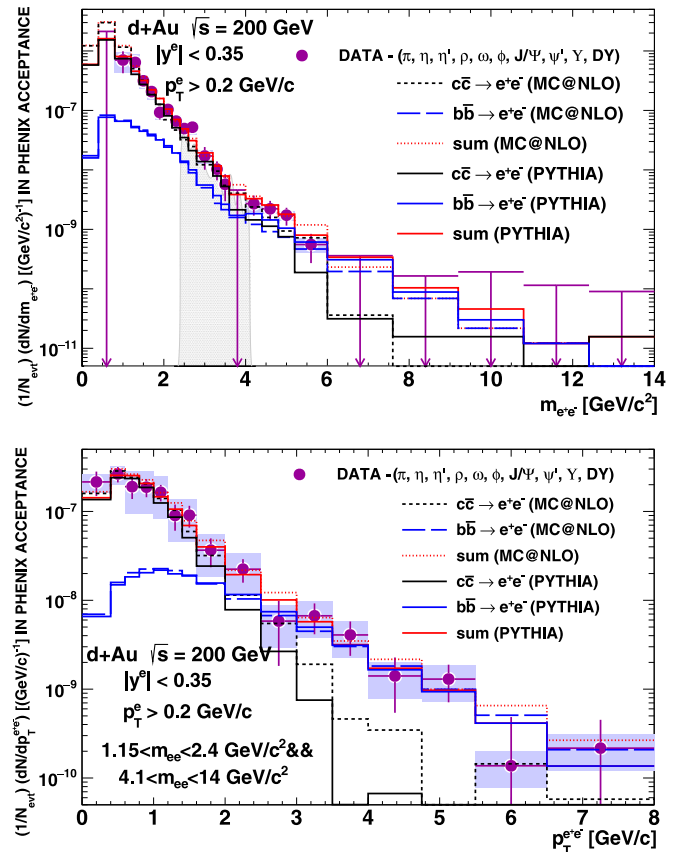 d+Au √s = 200 GeV
|yᵉ| < 0.35
pᵉ_T > 0.2 GeV/c
DATA - (π, η, η', ρ, ω, ϕ, J/Ψ, ψ', ϒ, DY)
cc̅ → e⁺e⁻ (MC@NLO)
bb̅ → e⁺e⁻ (MC@NLO)
sum (MC@NLO)
cc̅ → e⁺e⁻ (PYTHIA)
bb̅ → e⁺e⁻ (PYTHIA)
sum (PYTHIA)
(1/N_evt) (dN/dm_e⁺e⁻) [(GeV/c²)⁻¹] IN PHENIX ACCEPTANCE
10⁻⁷
10⁻⁹
10⁻¹¹
0 2 4 6 8 10 12 14
m_e⁺e⁻ [GeV/c²]
DATA - (π, η, η', ρ, ω, ϕ, J/Ψ, ψ', ϒ, DY)
cc̅ → e⁺e⁻ (MC@NLO)
bb̅ → e⁺e⁻ (MC@NLO)
sum (MC@NLO)
cc̅ → e⁺e⁻ (PYTHIA)
bb̅ → e⁺e⁻ (PYTHIA)
sum (PYTHIA)
(1/N_evt) (dN/dp_T^e⁺e⁻) [(GeV/c)⁻¹] IN PHENIX ACCEPTANCE
10⁻⁷
10⁻⁸
10⁻⁹
10⁻¹⁰
d+Au √s = 200 GeV
|yᵉ| < 0.35
pᵉ_T > 0.2 GeV/c
1.15<m_ee<2.4 GeV/c²&&
4.1<m_ee<14 GeV/c²
0 1 2 3 4 5 6 7 8
p_T^e⁺e⁻ [GeV/c]